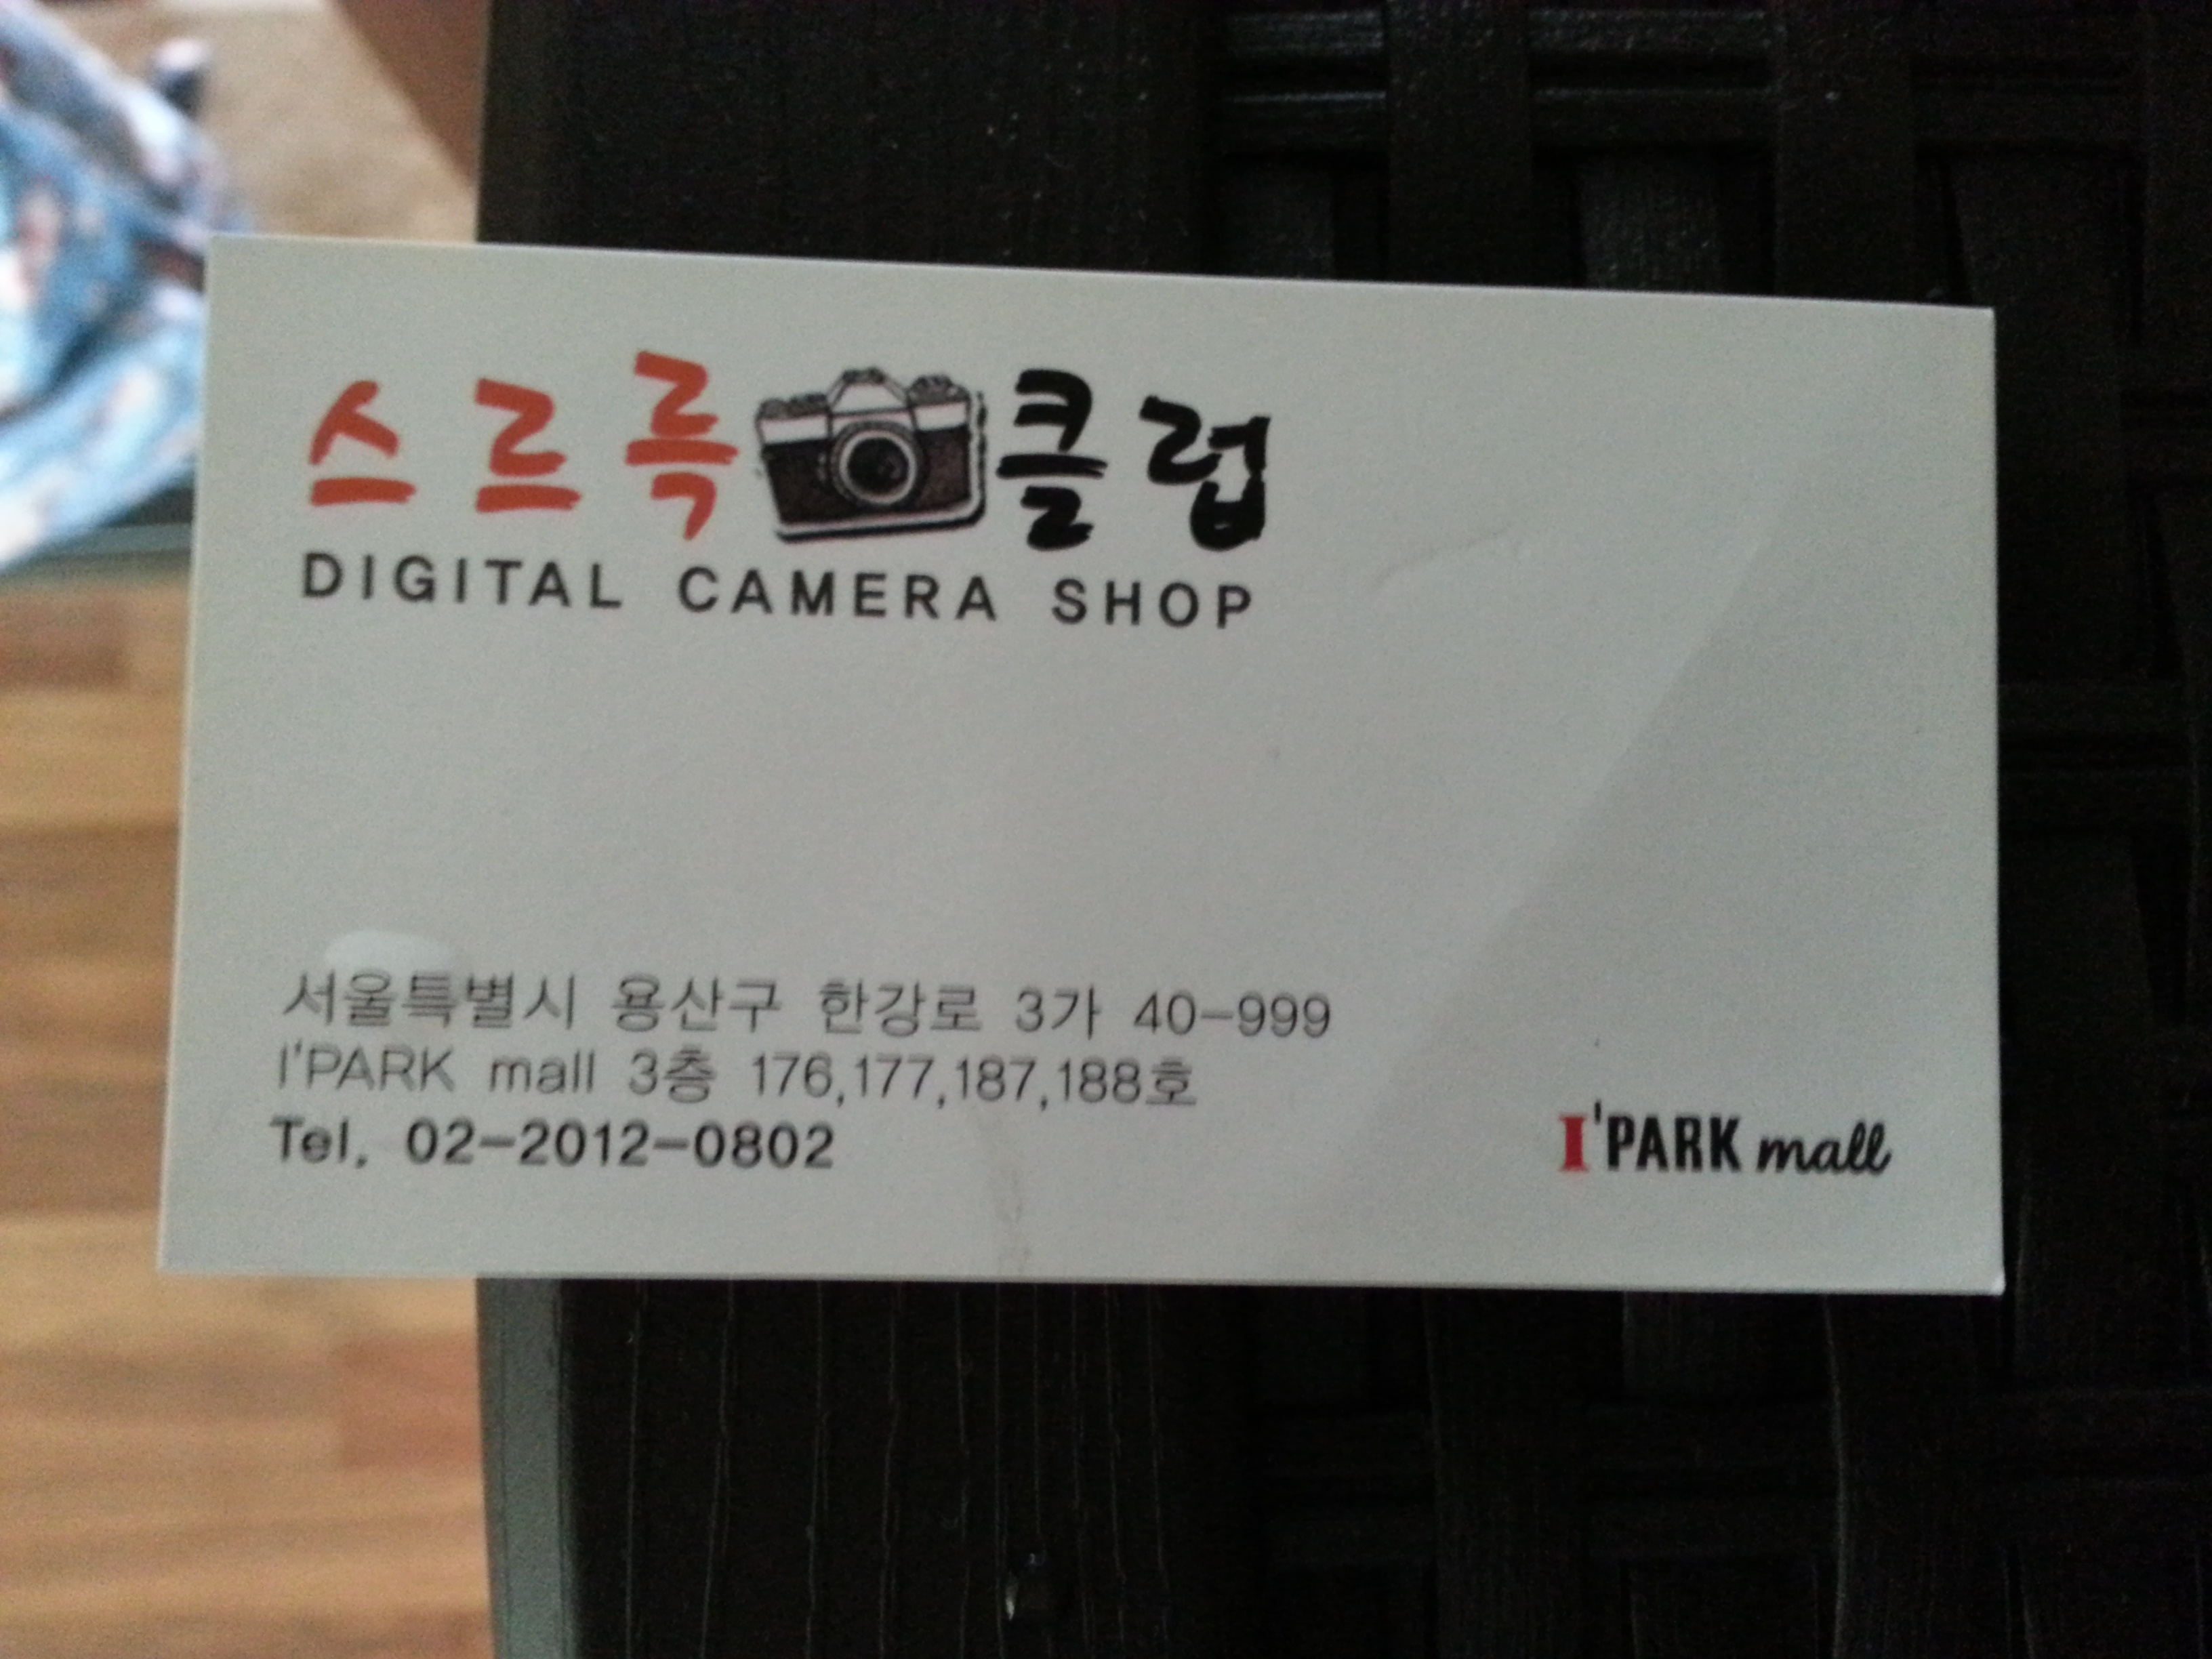 스르륵클럽
DIGITAL CAMERA SHOP
서울특별시 용산구 한강로 3가 40-999
I'PARK mall 3층 176,177,187,188호
Tel. 02-2012-0802
I'PARK mall